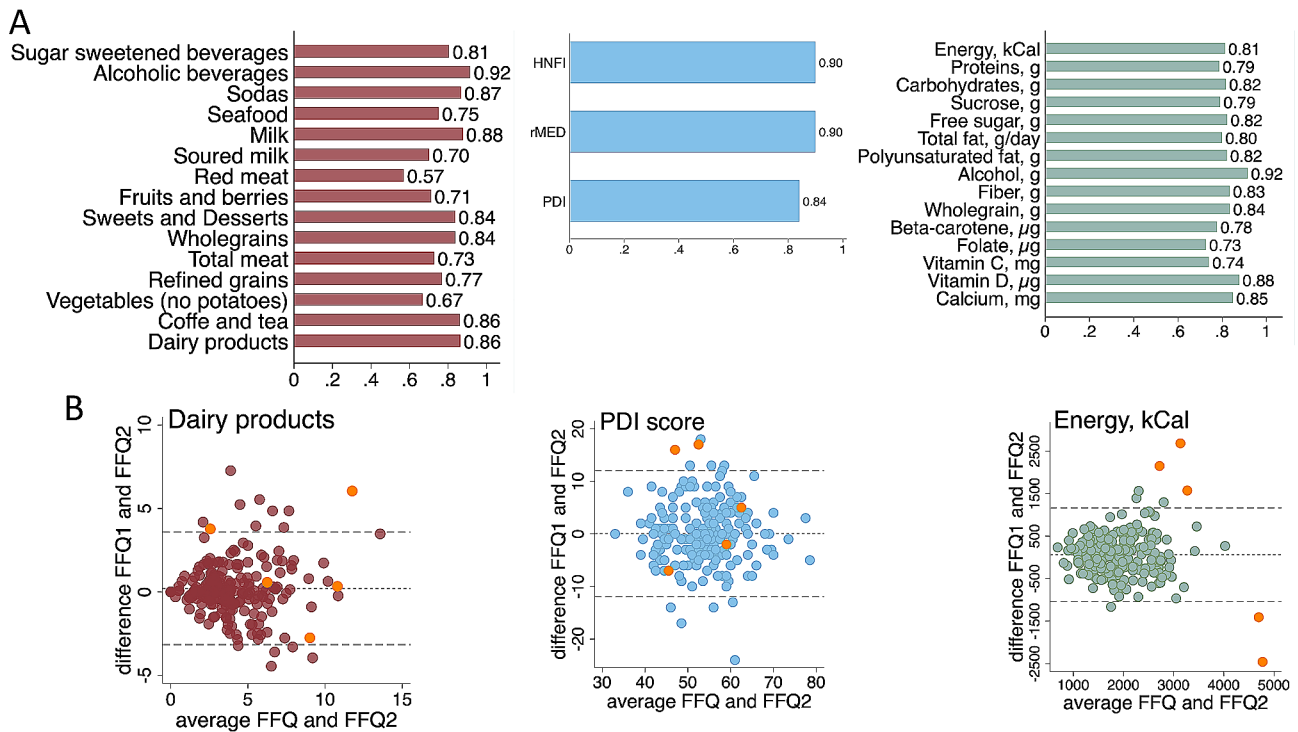 A
Sugar sweetened beverages 0.81
Alcoholic beverages 0.92
Sodas 0.87
Seafood 0.75
Milk 0.88
Soured milk 0.70
Red meat 0.57
Fruits and berries 0.71
Sweets and Desserts 0.84
Wholegrains 0.84
Total meat 0.73
Refined grains 0.77
Vegetables (no potatoes) 0.67
Coffe and tea 0.86
Dairy products 0.86
0 .2 .4 .6 .8 1
HNFI 0.90
rMED 0.90
PDI 0.84
0 .2 .4 .6 .8 1
Energy, kCal 0.81
Proteins, g 0.79
Carbohydrates, g 0.82
Sucrose, g 0.79
Free sugar, g 0.82
Total fat, g/day 0.80
Polyunsaturated fat, g 0.82
Alcohol, g 0.92
Fiber, g 0.83
Wholegrain, g 0.84
Beta-carotene, µg 0.78
Folate, µg 0.73
Vitamin C, mg 0.74
Vitamin D, µg 0.88
Calcium, mg 0.85
0 .2 .4 .6 .8 1
B
Dairy products
difference FFQ1 and FFQ2
10
5
0
-5
0 5 10 15
average FFQ and FFQ2
PDI score
difference FFQ1 and FFQ2
20
10
0
-10
-20
30 40 50 60 70 80
average FFQ and FFQ2
Energy, kCal
difference FFQ1 and FFQ2
2500
1500
500
-500
-1500
-2500
1000 2000 3000 4000 5000
average FFQ and FFQ2